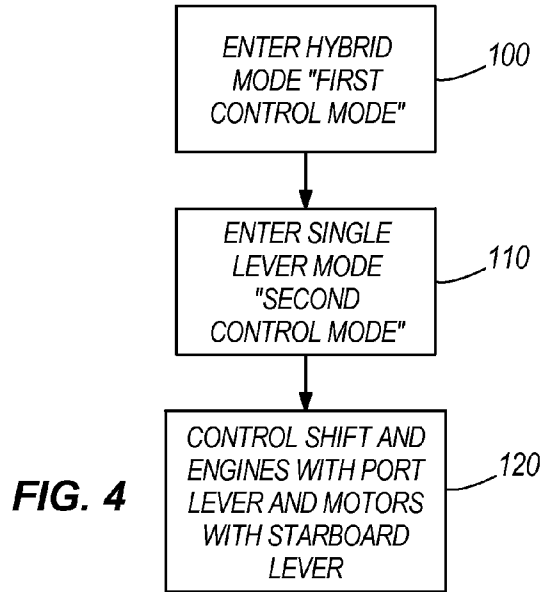 ENTER HYBRID
MODE "FIRST
CONTROL MODE"
100
ENTER SINGLE
LEVER MODE
"SECOND
CONTROL MODE"
110
CONTROL SHIFT AND
ENGINES WITH PORT
LEVER AND MOTORS
WITH STARBOARD
LEVER
120
FIG. 4